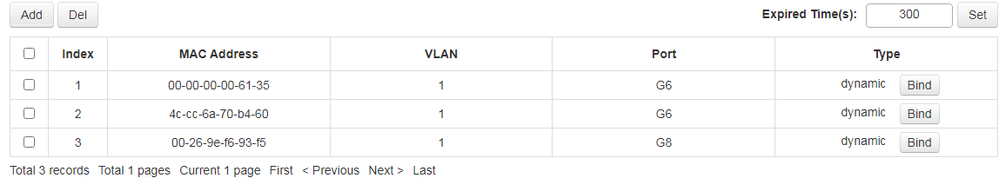 Add Del Expired Time(s): 300 Set
Index MAC Address VLAN Port Type
1 00-00-00-00-61-35 1 G6 dynamic Bind
2 4c-cc-6a-70-b4-60 1 G6 dynamic Bind
3 00-26-9e-f6-93-f5 1 G8 dynamic Bind
Total 3 records Total 1 pages Current 1 page First < Previous Next > Last